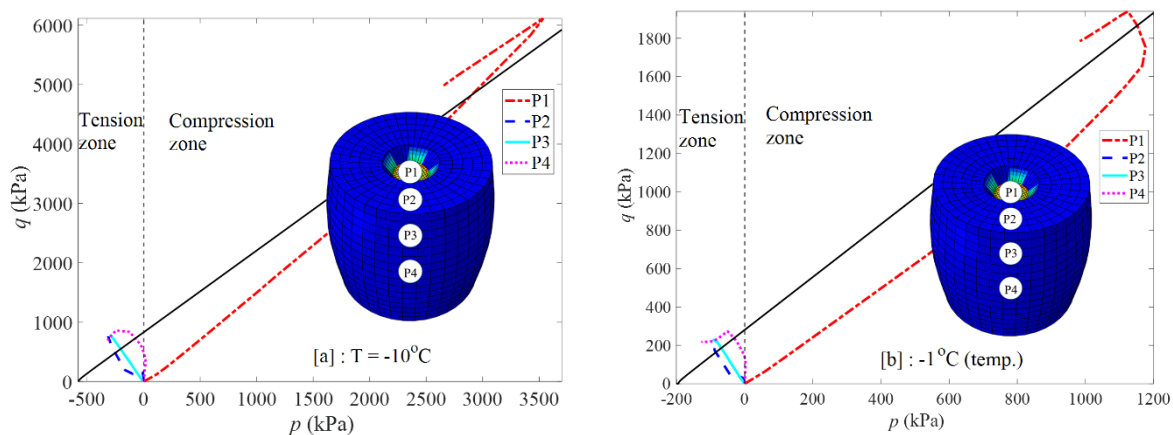 6000
5000
4000
3000
2000
1000
0
q (kPa)
Tension
zone
Compression
zone
P1
P2
P3
P4
P1
P2
P3
P4
[a] : T = -10°C
-500 0 500 1000 1500 2000 2500 3000 3500
p (kPa)
1800
1600
1400
1200
1000
800
600
400
200
0
q (kPa)
Tension
zone
Compression
zone
P1
P2
P3
P4
P1
P2
P3
P4
[b] : -1°C (temp.)
-200 0 200 400 600 800 1000 1200
p (kPa)